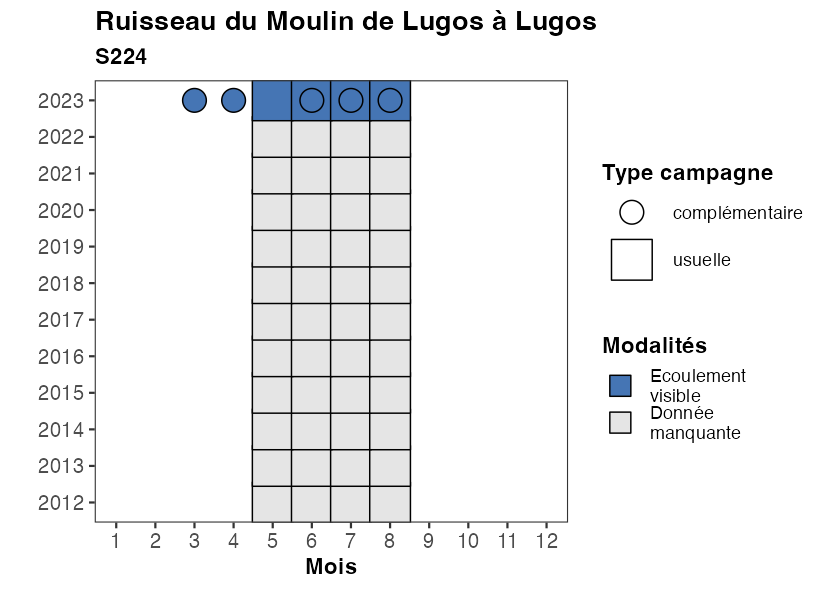 Ruisseau du Moulin de Lugos à Lugos
S224
2023
2022
2021
2020
2019
2018
2017
2016
2015
2014
2013
2012
1 2 3 4 5 6 7 8 9 10 11 12
Mois
Type campagne
complémentaire
usuelle
Modalités
Ecoulement
visible
Donnée
manquante